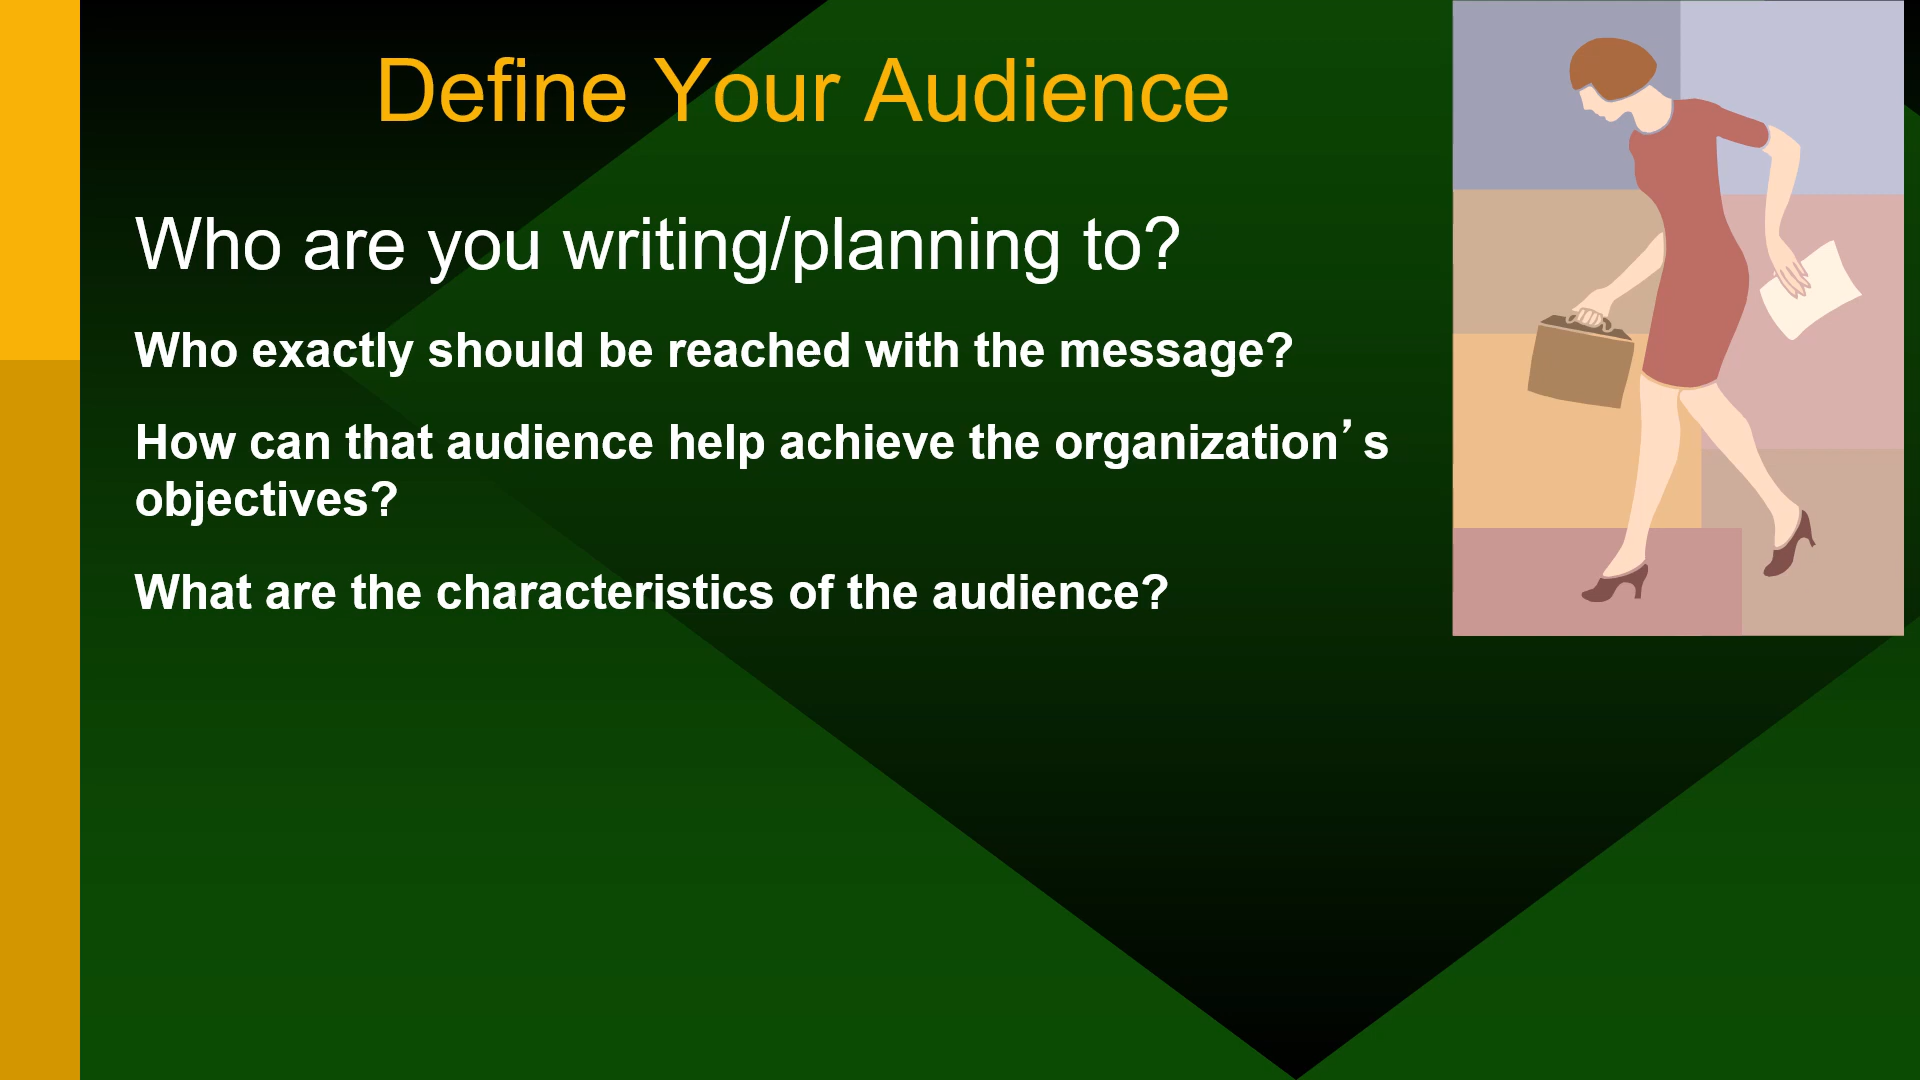 Define Your Audience
Who are you writing/planning to?
Who exactly should be reached with the message?
How can that audience help achieve the organization’s
objectives?
What are the characteristics of the audience?